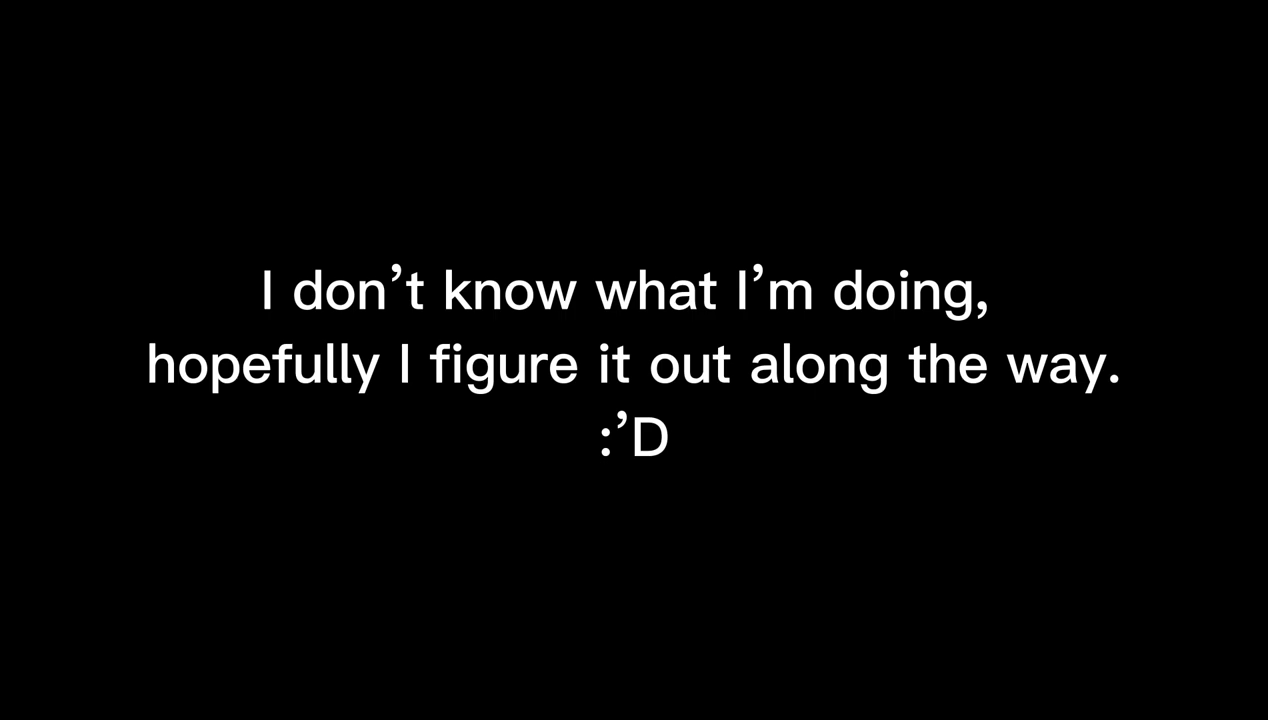 I don’t know what I’m doing,
hopefully I figure it out along the way.
:’D